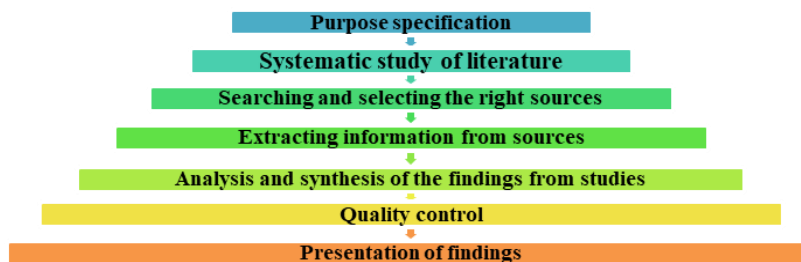 Purpose specification
Systematic study of literature
Searching and selecting the right sources
Extracting information from sources
Analysis and synthesis of the findings from studies
Quality control
Presentation of findings